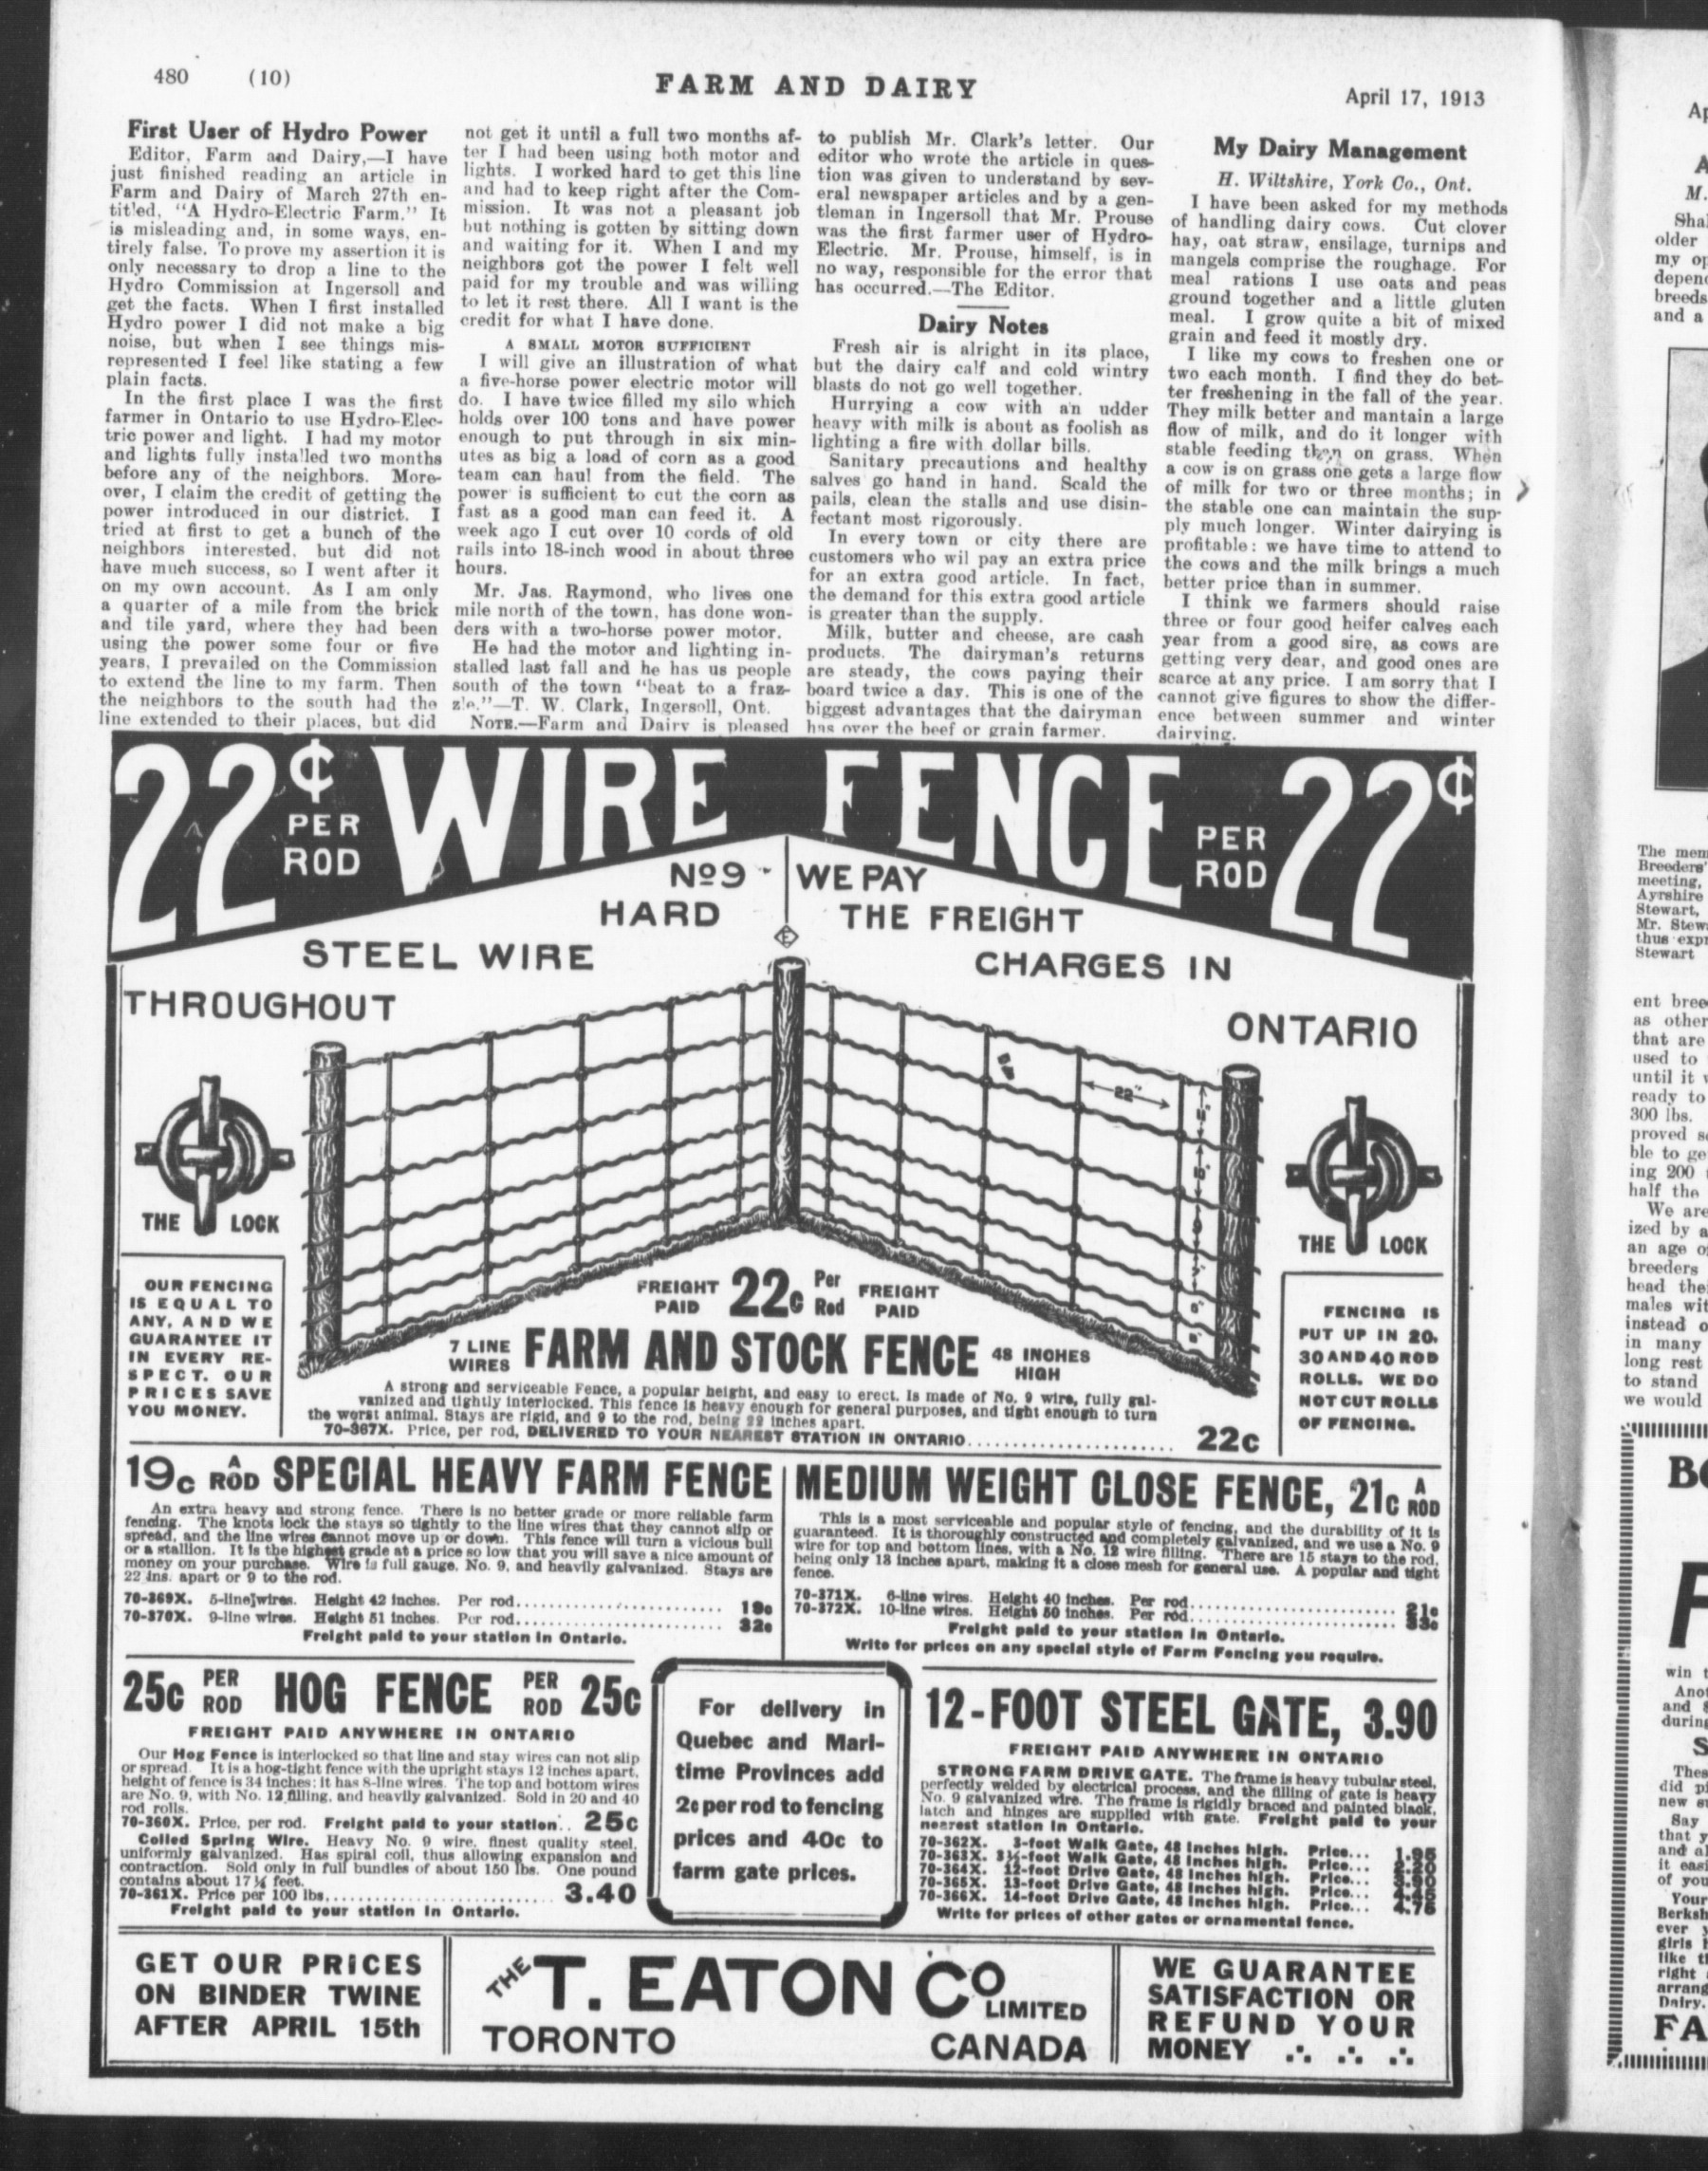 480 (10)
FARM AND DAIRY
April 17, 1913
First User of Hydro Power
Editor, Farm and Dairy,—I have
just finished reading an article in
Farm and Dairy of March 27th en-
titled, "A Hydro-Electric Farm." It
is misleading and, in some ways, en-
tirely false. To prove my assertion it is
only necessary to drop a line to the
Hydro Commission at Ingersoll and
get the facts. When I first installed
Hydro power I did not make a big
noise, but when I see things mis-
represented I feel like stating a few
plain facts.
In the first place I was the first
farmer in Ontario to use Hydro-Elec-
tric power and light. I had my motor
and lights fully installed two months
before any of the neighbors. More-
over, I claim the credit of getting the
power introduced in our district. I
tried at first to get a bunch of the
neighbors interested, but did not
have much success, so I went after it
on my own account. As I am only
a quarter of a mile from the brick
and tile yard, where they had been
using the power some four or five
years, I prevailed on the Commission
to extend the line to my farm. Then
the neighbors to the south had the
line extended to their places, but did
not get it until a full two months af-
ter I had been using both motor and
lights. I worked hard to get this line
and had to keep right after the Com-
mission. It was not a pleasant job
but nothing is gotten by sitting down
and waiting for it. When I and my
neighbors got the power I felt well
paid for my trouble and was willing
to let it rest there. All I want is the
credit for what I have done.
A SMALL MOTOR SUFFICIENT
I will give an illustration of what
a five-horse power electric motor will
do. I have twice filled my silo which
holds over 100 tons and have power
enough to put through in six min-
utes as big a load of corn as a good
team can haul from the field. The
power is sufficient to cut the corn as
fast as a good man can feed it. A
week ago I cut over 10 cords of old
rails into 18-inch wood in about three
hours.
Mr. Jas. Raymond, who lives one
mile north of the town, has done won-
ders with a two-horse power motor.
He had the motor and lighting in-
stalled last fall and he has us people
south of the town "beat to a fraz-
zle."—T. W. Clark, Ingersoll, Ont.
NOTE.—Farm and Dairy is pleased
to publish Mr. Clark's letter. Our
editor who wrote the article in ques-
tion was given to understand by sev-
eral newspaper articles and by a gen-
tleman in Ingersoll that Mr. Prouse
was the first farmer user of Hydro-
Electric. Mr. Prouse, himself, is in
no way, responsible for the error that
has occurred.—The Editor.
Dairy Notes
Fresh air is alright in its place,
but the dairy calf and cold wintry
blasts do not go well together.
Hurrying a cow with an udder
heavy with milk is about as foolish as
lighting a fire with dollar bills.
Sanitary precautions and healthy
salves go hand in hand. Scald the
pails, clean the stalls and use disin-
fectant most rigorously.
In every town or city there are
customers who wil pay an extra price
for an extra good article. In fact,
the demand for this extra good article
is greater than the supply.
Milk, butter and cheese, are cash
products. The dairyman's returns
are steady, the cows paying their
board twice a day. This is one of the
biggest advantages that the dairyman
has over the beef or grain farmer.
My Dairy Management
H. Wiltshire, York Co., Ont.
I have been asked for my methods
of handling dairy cows. Cut clover
hay, oat straw, ensilage, turnips and
mangels comprise the roughage. For
meal rations I use oats and peas
ground together and a little gluten
meal. I grow quite a bit of mixed
grain and feed it mostly dry.
I like my cows to freshen one or
two each month. I find they do bet-
ter freshening in the fall of the year.
They milk better and mantain a large
flow of milk, and do it longer with
stable feeding then on grass. When
a cow is on grass one gets a large flow
of milk for two or three months; in
the stable one can maintain the sup-
ply much longer. Winter dairying is
profitable: we have time to attend to
the cows and the milk brings a much
better price than in summer.
I think we farmers should raise
three or four good heifer calves each
year from a good sire, as cows are
getting very dear, and good ones are
scarce at any price. I am sorry that I
cannot give figures to show the differ-
ence between summer and winter
dairying.
22¢ PER ROD WIRE FENCE PER ROD 22¢
No9 HARD STEEL WIRE THROUGHOUT
WE PAY THE FREIGHT CHARGES IN ONTARIO
E
22"
THE LOCK
THE LOCK
OUR FENCING
IS EQUAL TO
ANY, AND WE
GUARANTEE IT
IN EVERY RE-
SPECT. OUR
PRICES SAVE
YOU MONEY.
FREIGHT PAID 22c Per Rod FREIGHT PAID
7 LINE WIRES FARM AND STOCK FENCE 48 INCHES HIGH
A strong and serviceable Fence, a popular height, and easy to erect. Is made of No. 9 wire, fully gal-
vanized and tightly interlocked. This fence is heavy enough for general purposes, and tight enough to turn
the worst animal. Stays are rigid, and 9 to the rod, being 22 inches apart.
70-367X. Price, per rod, DELIVERED TO YOUR NEAREST STATION IN ONTARIO.................... 22c
FENCING IS
PUT UP IN 20,
30 AND 40 ROD
ROLLS. WE DO
NOT CUT ROLLS
OF FENCING.
19c A ROD SPECIAL HEAVY FARM FENCE
An extra heavy and strong fence. There is no better grade or more reliable farm
fencing. The knots lock the stays so tightly to the line wires that they cannot slip or
spread, and the line wires cannot move up or down. This fence will turn a vicious bull
or a stallion. It is the highest grade at a price so low that you will save a nice amount of
money on your purchase. Wire is full gauge, No. 9, and heavily galvanized. Stays are
22 ins. apart or 9 to the rod.
70-369X. 5-line wires. Height 42 inches. Per rod.......................... 19c
70-370X. 9-line wires. Height 51 inches. Per rod.......................... 32c
Freight paid to your station in Ontario.
MEDIUM WEIGHT CLOSE FENCE, 21c A ROD
This is a most serviceable and popular style of fencing, and the durability of it is
guaranteed. It is thoroughly constructed and completely galvanized, and we use a No. 9
wire for top and bottom lines, with a No. 12 wire filling. There are 15 stays to the rod,
being only 13 inches apart, making it a close mesh for general use. A popular and tight
fence.
70-371X. 6-line wires. Height 40 inches. Per rod.......................... 21c
70-372X. 10-line wires. Height 50 inches. Per rod.......................... 33c
Freight paid to your station in Ontario.
Write for prices on any special style of Farm Fencing you require.
25c PER ROD HOG FENCE PER ROD 25c
FREIGHT PAID ANYWHERE IN ONTARIO
Our Hog Fence is interlocked so that line and stay wires can not slip
or spread. It is a hog-tight fence with the upright stays 12 inches apart,
height of fence is 34 inches; it has 8-line wires. The top and bottom wires
are No. 9, with No. 12 filling, and heavily galvanized. Sold in 20 and 40
rod rolls.
70-360X. Price, per rod. Freight paid to your station.. 25c
Coiled Spring Wire. Heavy No. 9 wire, finest quality steel,
uniformly galvanized. Has spiral coil, thus allowing expansion and
contraction. Sold only in full bundles of about 150 lbs. One pound
contains about 17¼ feet.
70-361X. Price per 100 lbs.......................... 3.40
Freight paid to your station in Ontario.
For delivery in
Quebec and Mari-
time Provinces add
2c per rod to fencing
prices and 40c to
farm gate prices.
12-FOOT STEEL GATE, 3.90
FREIGHT PAID ANYWHERE IN ONTARIO
STRONG FARM DRIVE GATE. The frame is heavy tubular steel,
perfectly welded by electrical process, and the filling of gate is heavy
No. 9 galvanized wire. The frame is rigidly braced and painted black,
latch and hinges are supplied with gate. Freight paid to your
nearest station in Ontario.
70-362X. 3-foot Walk Gate, 48 inches high. Price... 1.95
70-363X. 3½-foot Walk Gate, 48 inches high. Price... 2.20
70-364X. 12-foot Drive Gate, 48 inches high. Price... 3.90
70-365X. 13-foot Drive Gate, 48 inches high. Price... 4.45
70-366X. 14-foot Drive Gate, 48 inches high. Price... 4.75
Write for prices of other gates or ornamental fence.
GET OUR PRICES
ON BINDER TWINE
AFTER APRIL 15th
THE T. EATON Co LIMITED
TORONTO CANADA
WE GUARANTEE
SATISFACTION OR
REFUND YOUR
MONEY
The mem
Breeders'
meeting,
Ayrshire
Stewart,
Mr. Stew
thus expr
Stewart
as other
that are
used to
ready to
300 lbs.
ble to ge
ing 200
half the
We are
ized by a
an age o
breeders
instead o
in many
long rest
to stand
we would
win t
and
Say
that y
of you
Your
ever y
like t
right
Dairy.